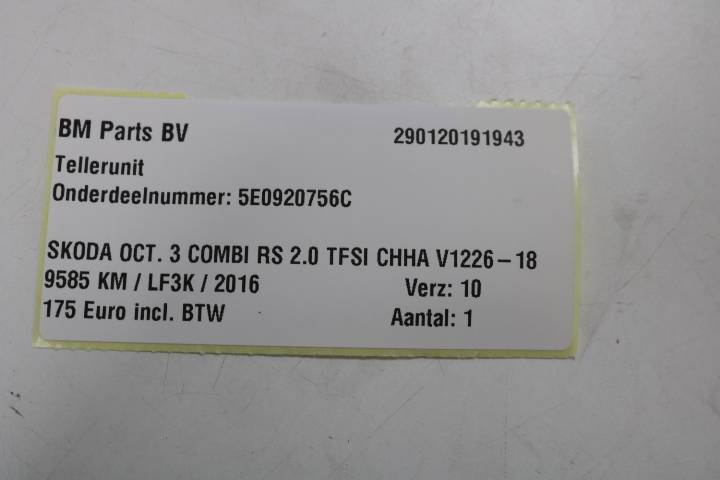 BM Parts BV 290120191943
Tellerunit
Onderdeelnummer: 5E0920756C
SKODA OCT. 3 COMBI RS 2.0 TFSI CHHA V1226-18
9585 KM / LF3K / 2016 Verz: 10
175 Euro incl. BTW Aantal: 1